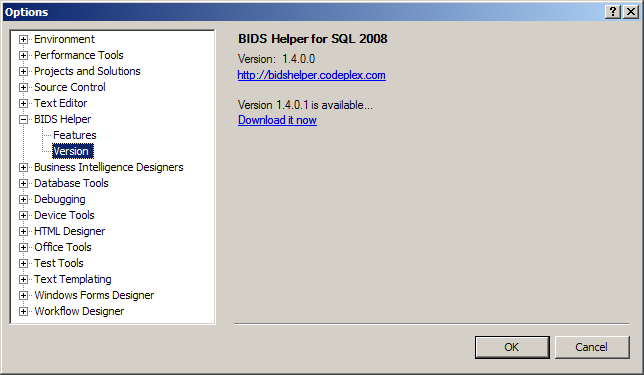 Options
Environment
Performance Tools
Projects and Solutions
Source Control
Text Editor
BIDS Helper
Features
Version
Business Intelligence Designers
Database Tools
Debugging
Device Tools
HTML Designer
Office Tools
Test Tools
Text Templating
Windows Forms Designer
Workflow Designer
BIDS Helper for SQL 2008
Version: 1.4.0.0
http://bidshelper.codeplex.com
Version 1.4.0.1 is available...
Download it now
OK
Cancel